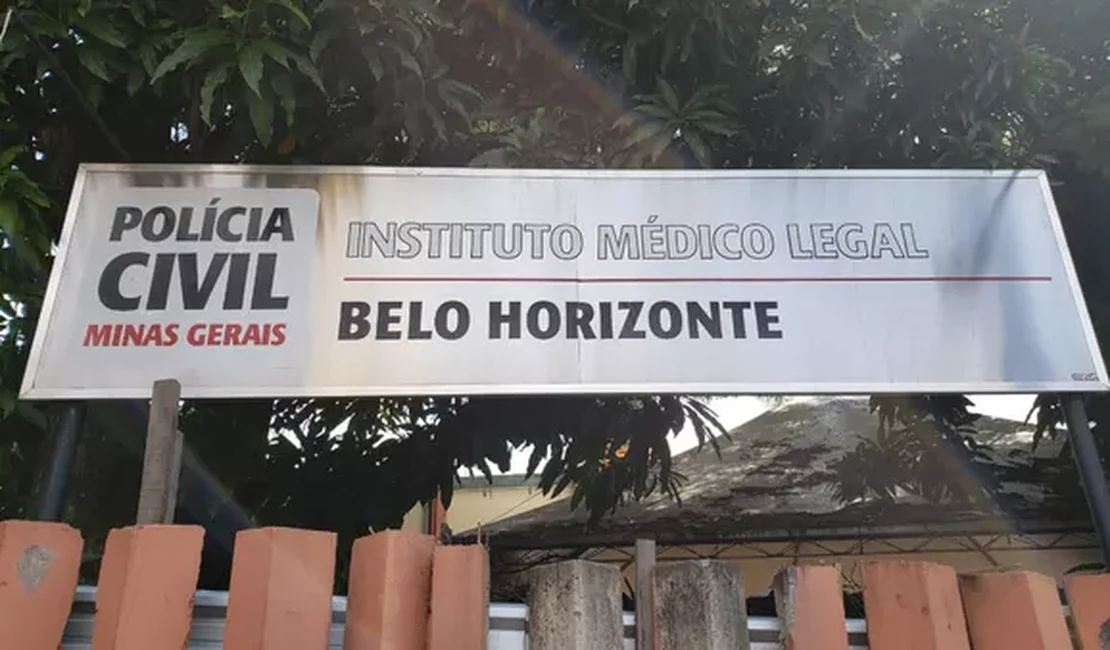 POLÍCIA
CIVIL
MINAS GERAIS
INSTITUTO MÉDICO LEGAL
BELO HORIZONTE